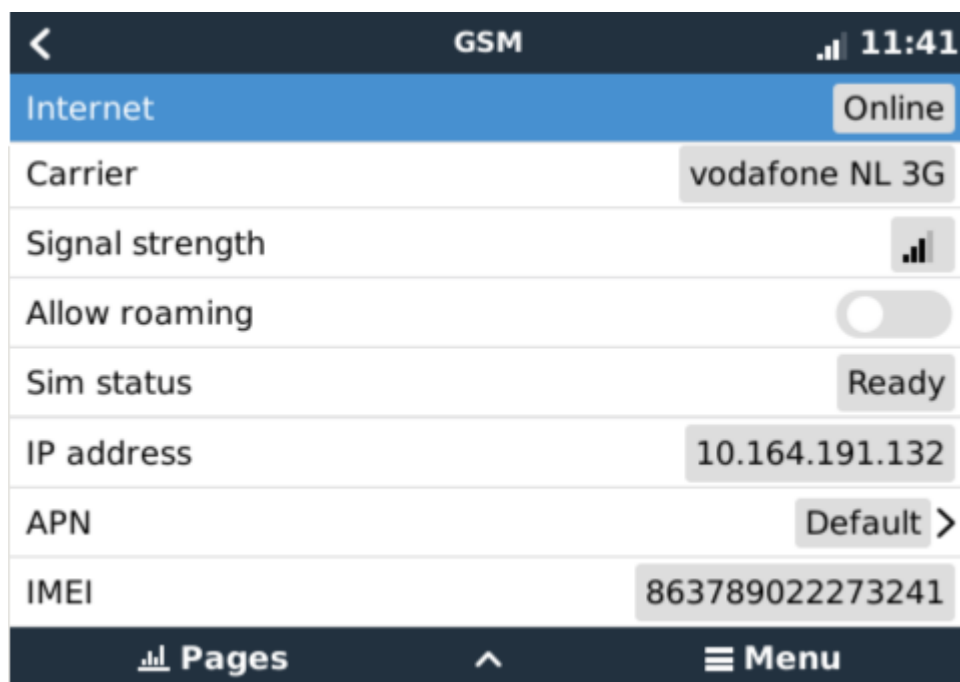 GSM 11:41
Internet Online
Carrier vodafone NL 3G
Signal strength
Allow roaming
Sim status Ready
IP address 10.164.191.132
APN Default
IMEI 863789022273241
Pages Menu